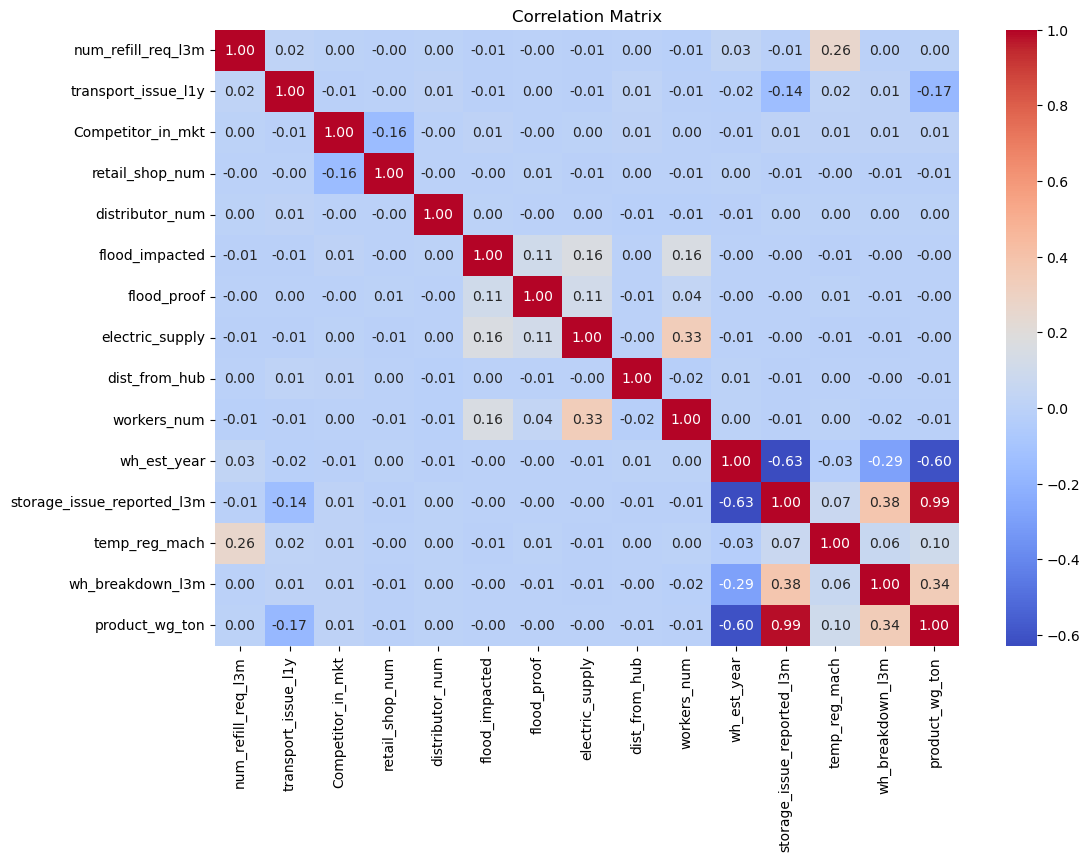 Correlation Matrix
num_refill_req_l3m 1.00 0.02 0.00 -0.00 0.00 -0.01 -0.00 -0.01 0.00 -0.01 0.03 -0.01 0.26 0.00 0.00
transport_issue_l1y 0.02 1.00 -0.01 -0.00 0.01 -0.01 0.00 -0.01 0.01 -0.01 -0.02 -0.14 0.02 0.01 -0.17
Competitor_in_mkt 0.00 -0.01 1.00 -0.16 -0.00 0.01 -0.00 0.00 0.01 0.00 -0.01 0.01 0.01 0.01 0.01
retail_shop_num -0.00 -0.00 -0.16 1.00 -0.00 -0.00 0.01 -0.01 0.00 -0.01 0.00 -0.01 -0.00 -0.01 -0.01
distributor_num 0.00 0.01 -0.00 -0.00 1.00 0.00 -0.00 0.00 -0.01 -0.01 -0.01 0.00 0.00 0.00 0.00
flood_impacted -0.01 -0.01 0.01 -0.00 0.00 1.00 0.11 0.16 0.00 0.16 -0.00 -0.00 -0.01 -0.00 -0.00
flood_proof -0.00 0.00 -0.00 0.01 -0.00 0.11 1.00 0.11 -0.01 0.04 -0.00 -0.00 0.01 -0.01 -0.00
electric_supply -0.01 -0.01 0.00 -0.01 0.00 0.16 0.11 1.00 -0.00 0.33 -0.01 -0.00 -0.01 -0.01 -0.00
dist_from_hub 0.00 0.01 0.01 0.00 -0.01 0.00 -0.01 -0.00 1.00 -0.02 0.01 -0.01 0.00 -0.00 -0.01
workers_num -0.01 -0.01 0.00 -0.01 -0.01 0.16 0.04 0.33 -0.02 1.00 0.00 -0.01 0.00 -0.02 -0.01
wh_est_year 0.03 -0.02 -0.01 0.00 -0.01 -0.00 -0.00 -0.01 0.01 0.00 1.00 -0.63 -0.03 -0.29 -0.60
storage_issue_reported_l3m -0.01 -0.14 0.01 -0.01 0.00 -0.00 -0.00 -0.00 -0.01 -0.01 -0.63 1.00 0.07 0.38 0.99
temp_reg_mach 0.26 0.02 0.01 -0.00 0.00 -0.01 0.01 -0.01 0.00 0.00 -0.03 0.07 1.00 0.06 0.10
wh_breakdown_l3m 0.00 0.01 0.01 -0.01 0.00 -0.00 -0.01 -0.01 -0.00 -0.02 -0.29 0.38 0.06 1.00 0.34
product_wg_ton 0.00 -0.17 0.01 -0.01 0.00 -0.00 -0.00 -0.00 -0.01 -0.01 -0.60 0.99 0.10 0.34 1.00
num_refill_req_l3m
transport_issue_l1y
Competitor_in_mkt
retail_shop_num
distributor_num
flood_impacted
flood_proof
electric_supply
dist_from_hub
workers_num
wh_est_year
storage_issue_reported_l3m
temp_reg_mach
wh_breakdown_l3m
product_wg_ton
1.0
0.8
0.6
0.4
0.2
0.0
−0.2
−0.4
−0.6